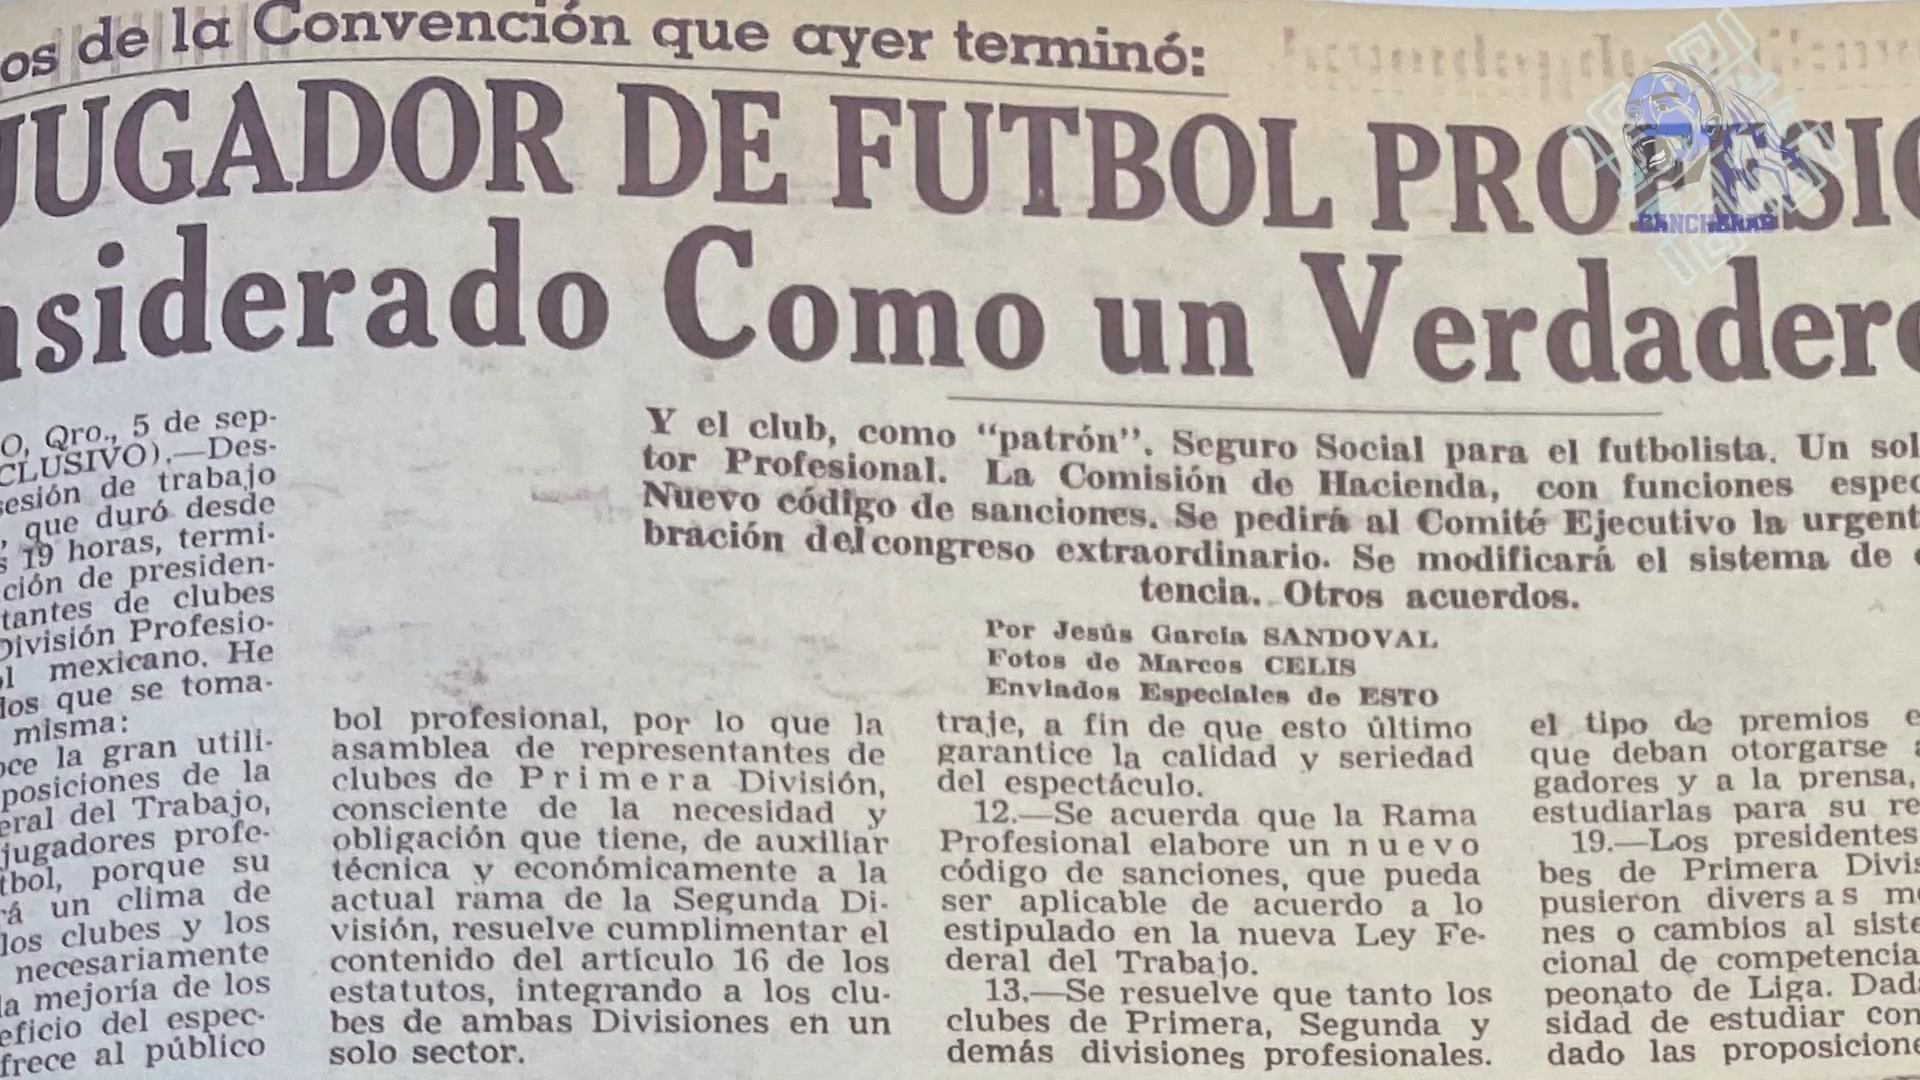 os de la Convención que ayer terminó:
JUGADOR DE FUTBOL PROFESIO
nsiderado Como un Verdadero
Y el club, como "patrón". Seguro Social para el futbolista. Un sol
tor Profesional. La Comisión de Hacienda, con funciones espec
Nuevo código de sanciones. Se pedirá al Comité Ejecutivo la urgent
bración del congreso extraordinario. Se modificará el sistema de
tencia. Otros acuerdos.
Por Jesús García SANDOVAL
Fotos de Marcos CELIS
Enviados Especiales de ESTO
O, Qro., 5 de sep-
CLUSIVO).—Des-
sesión de trabajo
, que duró desde
s 19 horas, termi-
ción de presiden-
tantes de clubes
División Profesio-
l mexicano. He
los que se toma-
misma:
oce la gran utili-
posiciones de la
eral del Trabajo,
jugadores profe-
tbol, porque su
rá un clima de
los clubes y los
necesariamente
la mejoría de los
eficio del espec-
frece al público
bol profesional, por lo que la
asamblea de representantes de
clubes de Primera División,
consciente de la necesidad y
obligación que tiene, de auxiliar
técnica y económicamente a la
actual rama de la Segunda Di-
visión, resuelve cumplimentar el
contenido del artículo 16 de los
estatutos, integrando a los clu-
bes de ambas Divisiones en un
solo sector.
traje, a fin de que esto último
garantice la calidad y seriedad
del espectáculo.
12.—Se acuerda que la Rama
Profesional elabore un nuevo
código de sanciones, que pueda
ser aplicable de acuerdo a lo
estipulado en la nueva Ley Fe-
deral del Trabajo.
13.—Se resuelve que tanto los
clubes de Primera, Segunda y
demás divisiones profesionales.
el tipo de premios e
que deban otorgarse a
gadores y a la prensa,
estudiarlas para su re
19.—Los presidentes
bes de Primera Divis
pusieron diversas mo
nes o cambios al siste
cional de competencia
peonato de Liga. Dada
sidad de estudiar con
dado las proposicione
CANCHERAS